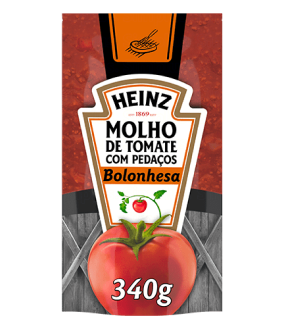 HEINZ
1869
MOLHO
DE TOMATE
COM PEDAÇOS
Bolonhesa
340g